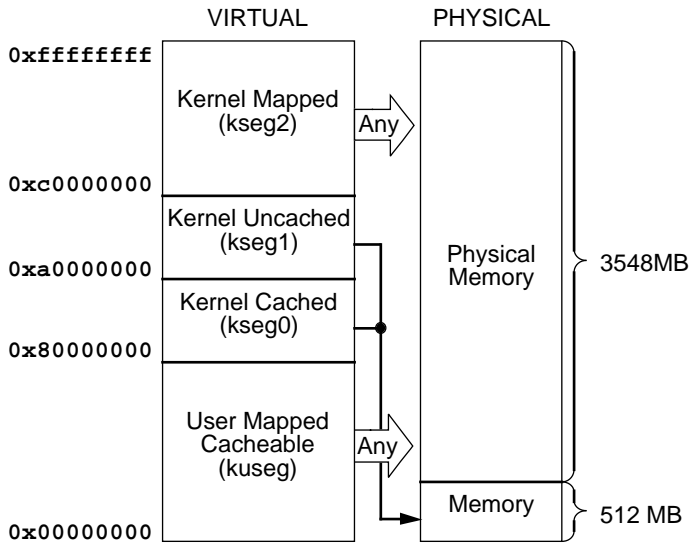 VIRTUAL
PHYSICAL
0xffffffff
Kernel Mapped
(kseg2)
Any
0xc0000000
Kernel Uncached
(kseg1)
0xa0000000
Kernel Cached
(kseg0)
0x80000000
User Mapped
Cacheable
(kuseg)
Any
0x00000000
Physical
Memory
3548MB
Memory
512 MB